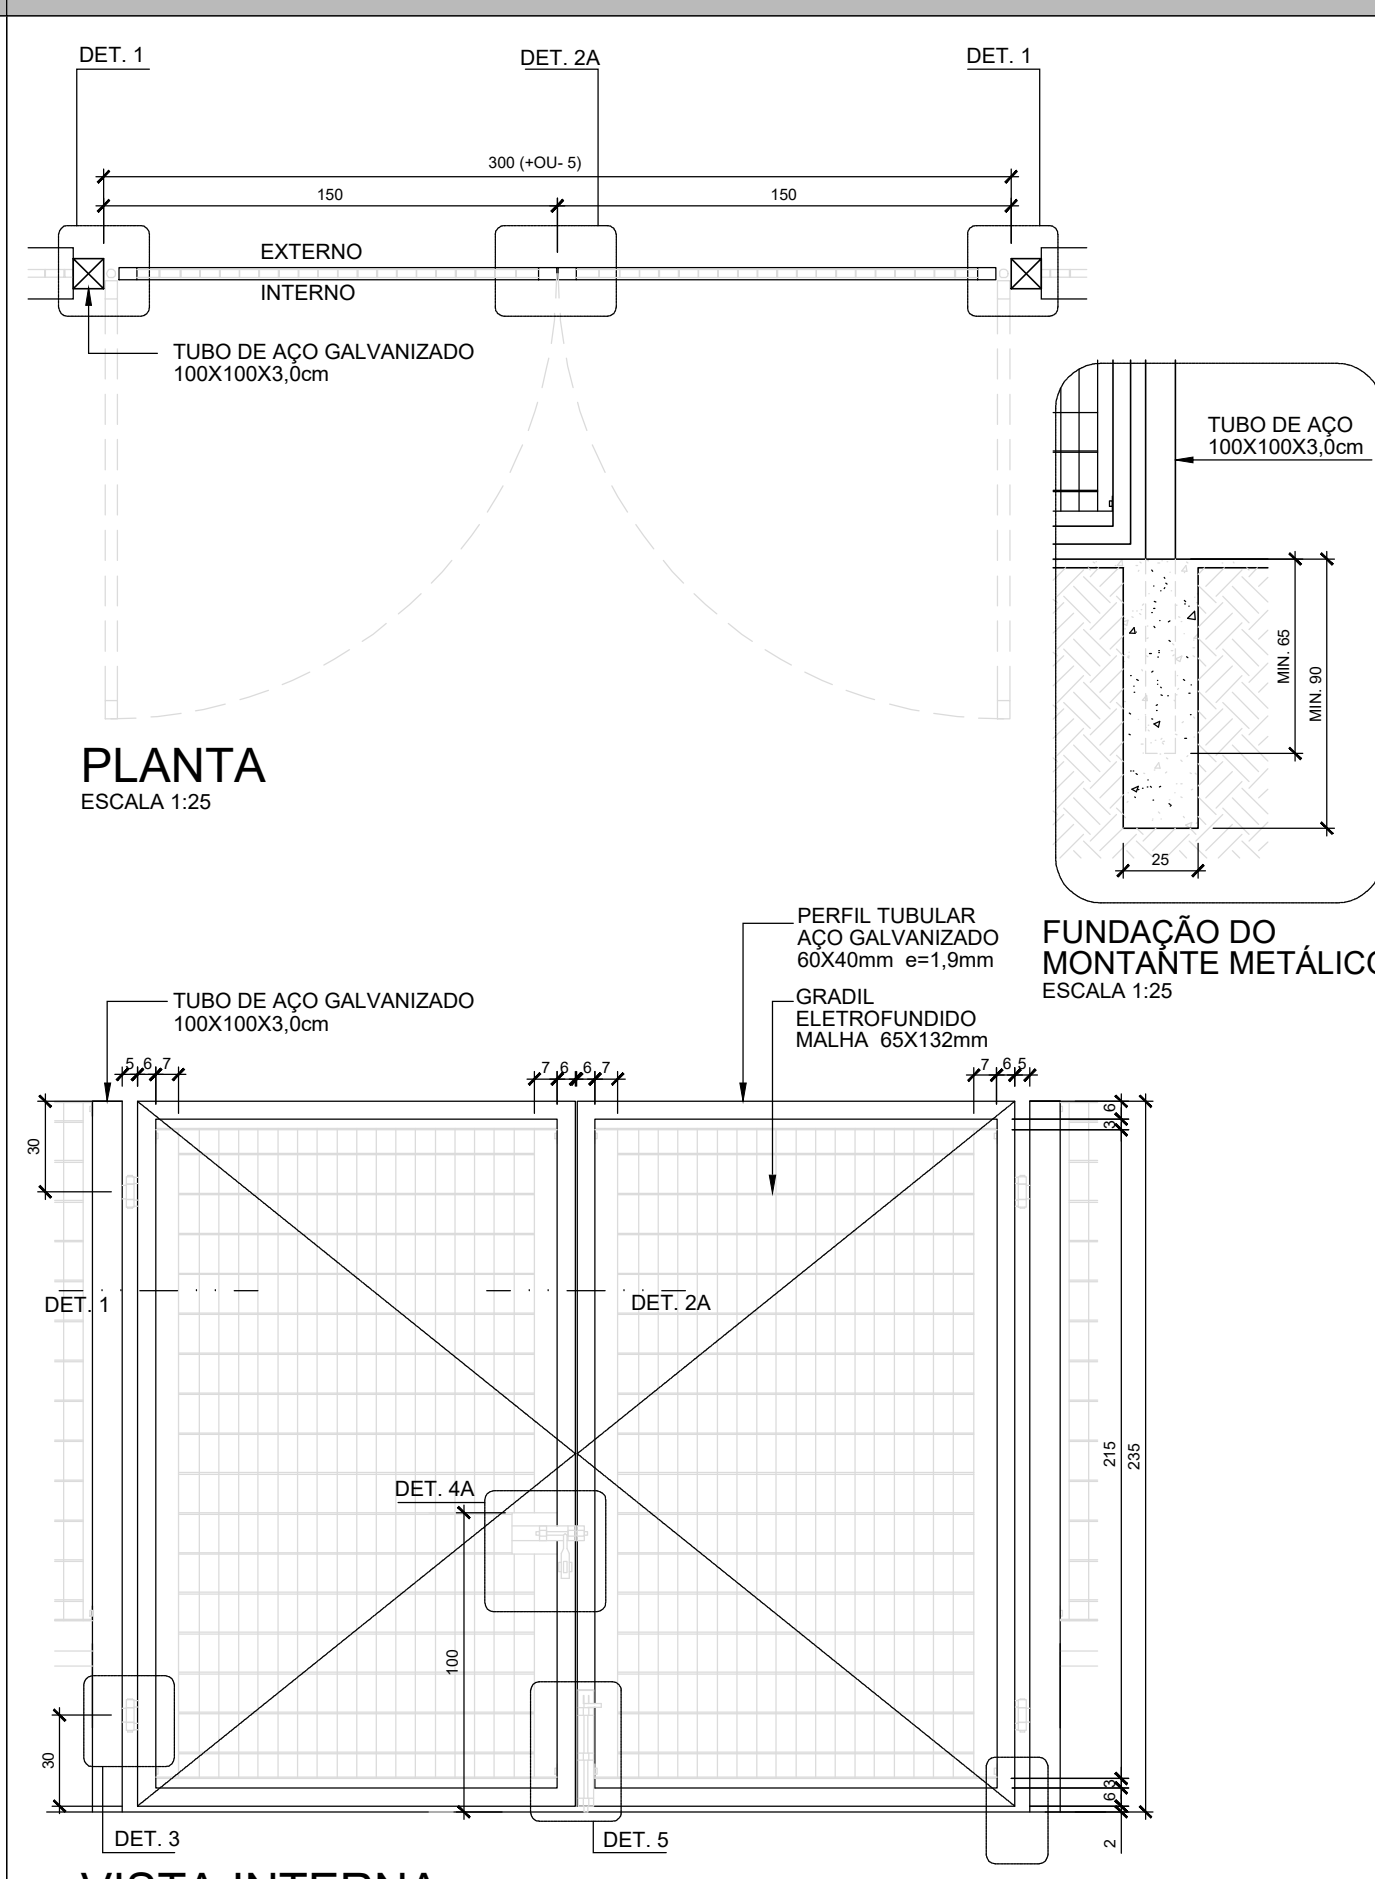 DET. 1
DET. 2A
DET. 1
300 (+OU- 5)
150
150
EXTERNO
INTERNO
TUBO DE AÇO GALVANIZADO
100X100X3,0cm
PLANTA
ESCALA 1:25
TUBO DE AÇO
100X100X3,0cm
MIN. 65
MIN. 90
25
FUNDAÇÃO DO
MONTANTE METÁLICO
ESCALA 1:25
PERFIL TUBULAR
AÇO GALVANIZADO
60X40mm e=1,9mm
GRADIL
ELETROFUNDIDO
MALHA 65X132mm
TUBO DE AÇO GALVANIZADO
100X100X3,0cm
5 6 7
7 6 6 7
7 6 5
6
3
30
DET. 1
DET. 2A
215
235
DET. 4A
100
30
3
6
2
DET. 3
DET. 5
VISTA INTERNA